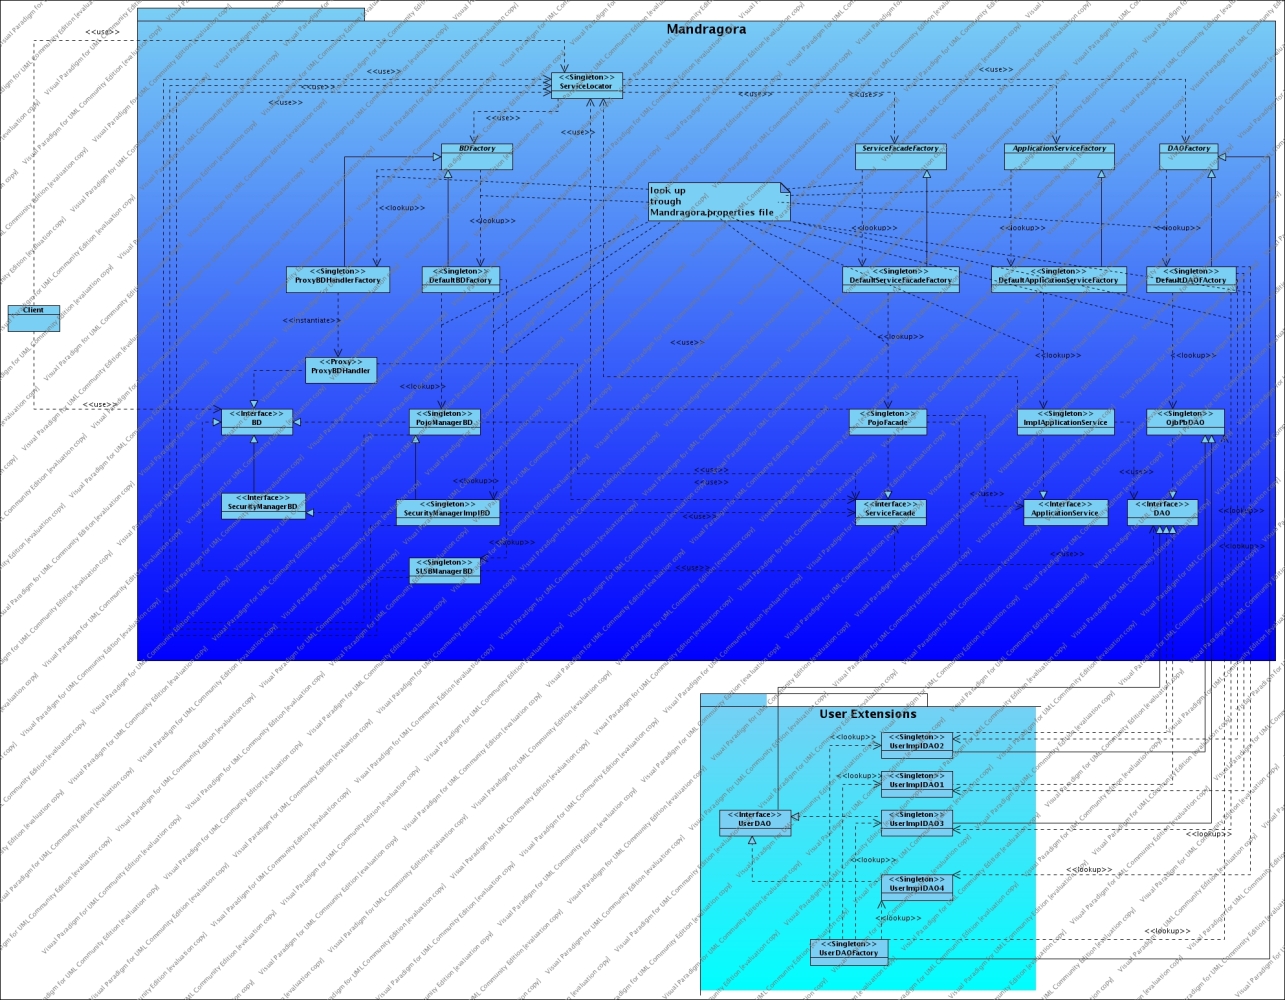 Mandragora
<<use>>
<<Singleton>>
ServiceLocator
<<use>>
<<use>>
<<use>>
<<use>>
<<use>>
<<use>>
<<use>>
<<use>>
BDFactory
ServiceFacadeFactory
ApplicationServiceFactory
DAOFactory
look up
trough
Mandragora.properties file
<<lookup>>
<<lookup>>
<<lookup>>
<<lookup>>
<<lookup>>
<<Singleton>>
ProxyBDHandlerFactory
<<Singleton>>
DefaultBDFactory
<<Singleton>>
DefaultServiceFacadeFactory
<<Singleton>>
DefaultApplicationServiceFactory
<<Singleton>>
DefaultDAOFActory
Client
<<Instantiate>>
<<use>>
<<lookup>>
<<lookup>>
<<lookup>>
<<Proxy>>
ProxyBDHandler
<<lookup>>
<<use>>
<<Interface>>
BD
<<Singleton>>
PojoManagerBD
<<Singleton>>
PojoFacade
<<Singleton>>
ImplApplicationService
<<Singleton>>
OjbPbDAO
<<use>>
<<use>>
<<lookup>>
<<use>>
<<use>>
<<Interface>>
SecurityManagerBD
<<Singleton>>
SecurityManagerImplBD
<<use>>
<<Interface>>
ServiceFacade
<<Interface>>
ApplicationService
<<Interface>>
DAO
<<lookup>>
<<lookup>>
<<lookup>>
<<use>>
<<Singleton>>
SLSBManagerBD
<<use>>
User Extensions
<<lookup>>
<<Singleton>>
UserImplDAO2
<<lookup>>
<<Singleton>>
UserImplDAO1
<<Interface>>
UserDAO
<<Singleton>>
UserImplDAO3
<<lookup>>
<<lookup>>
<<lookup>>
<<Singleton>>
UserImplDAO4
<<lookup>>
<<lookup>>
<<Singleton>>
UserDAOFactory
Visual Paradigm for UML Community Edition [evaluation copy]